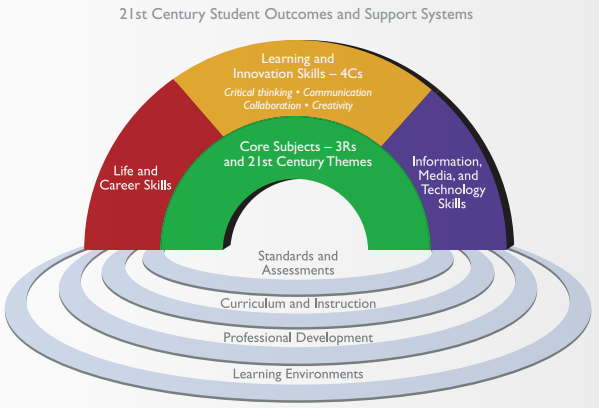 21st Century Student Outcomes and Support Systems
Learning and
Innovation Skills – 4Cs
Critical thinking • Communication
Collaboration • Creativity
Core Subjects – 3Rs
and 21st Century Themes
Life and
Career Skills
Information,
Media, and
Technology
Skills
Standards and
Assessments
Curriculum and Instruction
Professional Development
Learning Environments